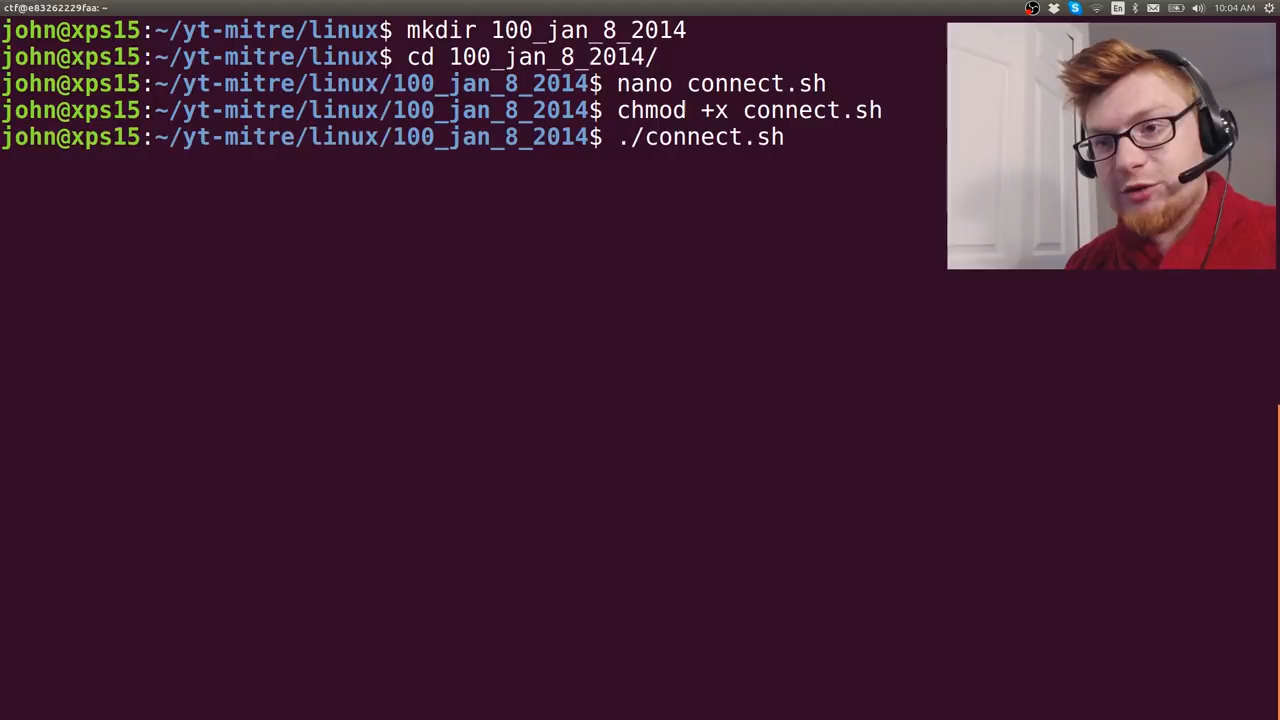 ctf@e83262229faa: ~
En
10:04 AM
john@xps15:~/yt-mitre/linux$ mkdir 100_jan_8_2014
john@xps15:~/yt-mitre/linux$ cd 100_jan_8_2014/
john@xps15:~/yt-mitre/linux/100_jan_8_2014$ nano connect.sh
john@xps15:~/yt-mitre/linux/100_jan_8_2014$ chmod +x connect.sh
john@xps15:~/yt-mitre/linux/100_jan_8_2014$ ./connect.sh